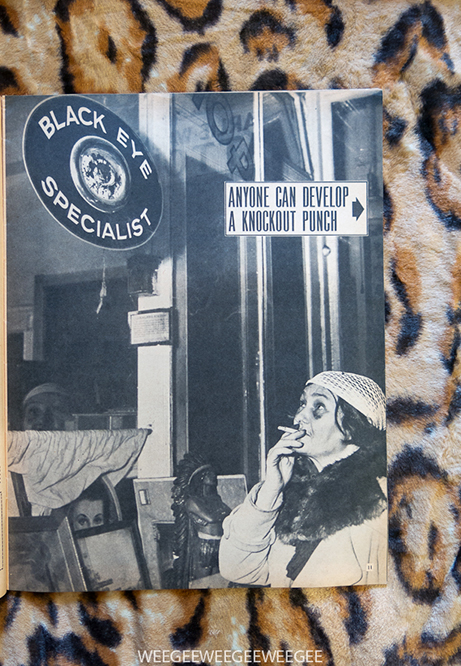 BLACK EYE
SPECIALIST
ANYONE CAN DEVELOP
A KNOCKOUT PUNCH
WEEGEEWEEGEEWEEGEE